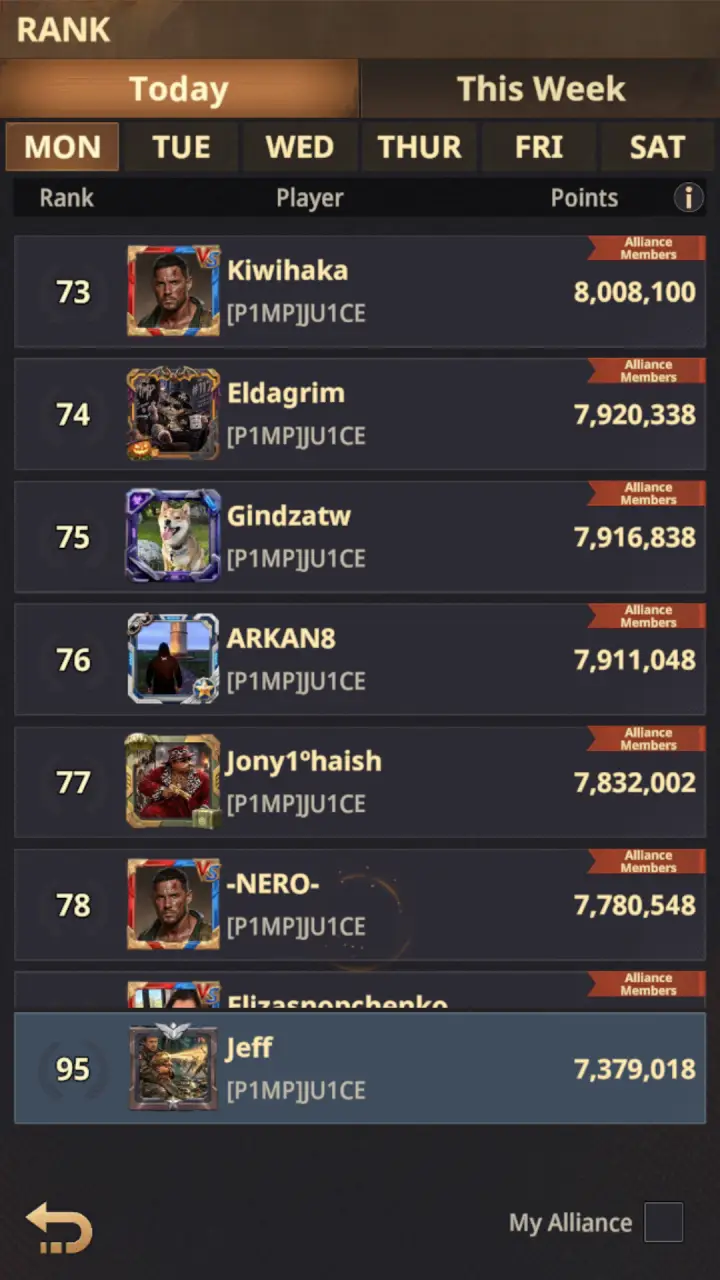 RANK
Today This Week
MON TUE WED THUR FRI SAT
Rank Player Points
Alliance Members
73 Kiwihaka 8,008,100
[P1MP]JU1CE
Alliance Members
74 Eldagrim 7,920,338
[P1MP]JU1CE
Alliance Members
75 Gindzatw 7,916,838
[P1MP]JU1CE
Alliance Members
76 ARKAN8 7,911,048
[P1MP]JU1CE
Alliance Members
77 Jony1ºhaish 7,832,002
[P1MP]JU1CE
Alliance Members
78 -NERO- 7,780,548
[P1MP]JU1CE
Alliance Members
95 Jeff 7,379,018
[P1MP]JU1CE
My Alliance